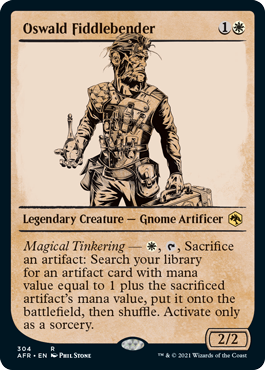 Oswald Fiddlebender 1
Legendary Creature — Gnome Artificer
Magical Tinkering — , , Sacrifice
an artifact: Search your library
for an artifact card with mana
value equal to 1 plus the sacrificed
artifact's mana value, put it onto the
battlefield, then shuffle. Activate only
as a sorcery.
2/2
304 R
AFR • EN Phil Stone
™ & © 2021 Wizards of the Coast